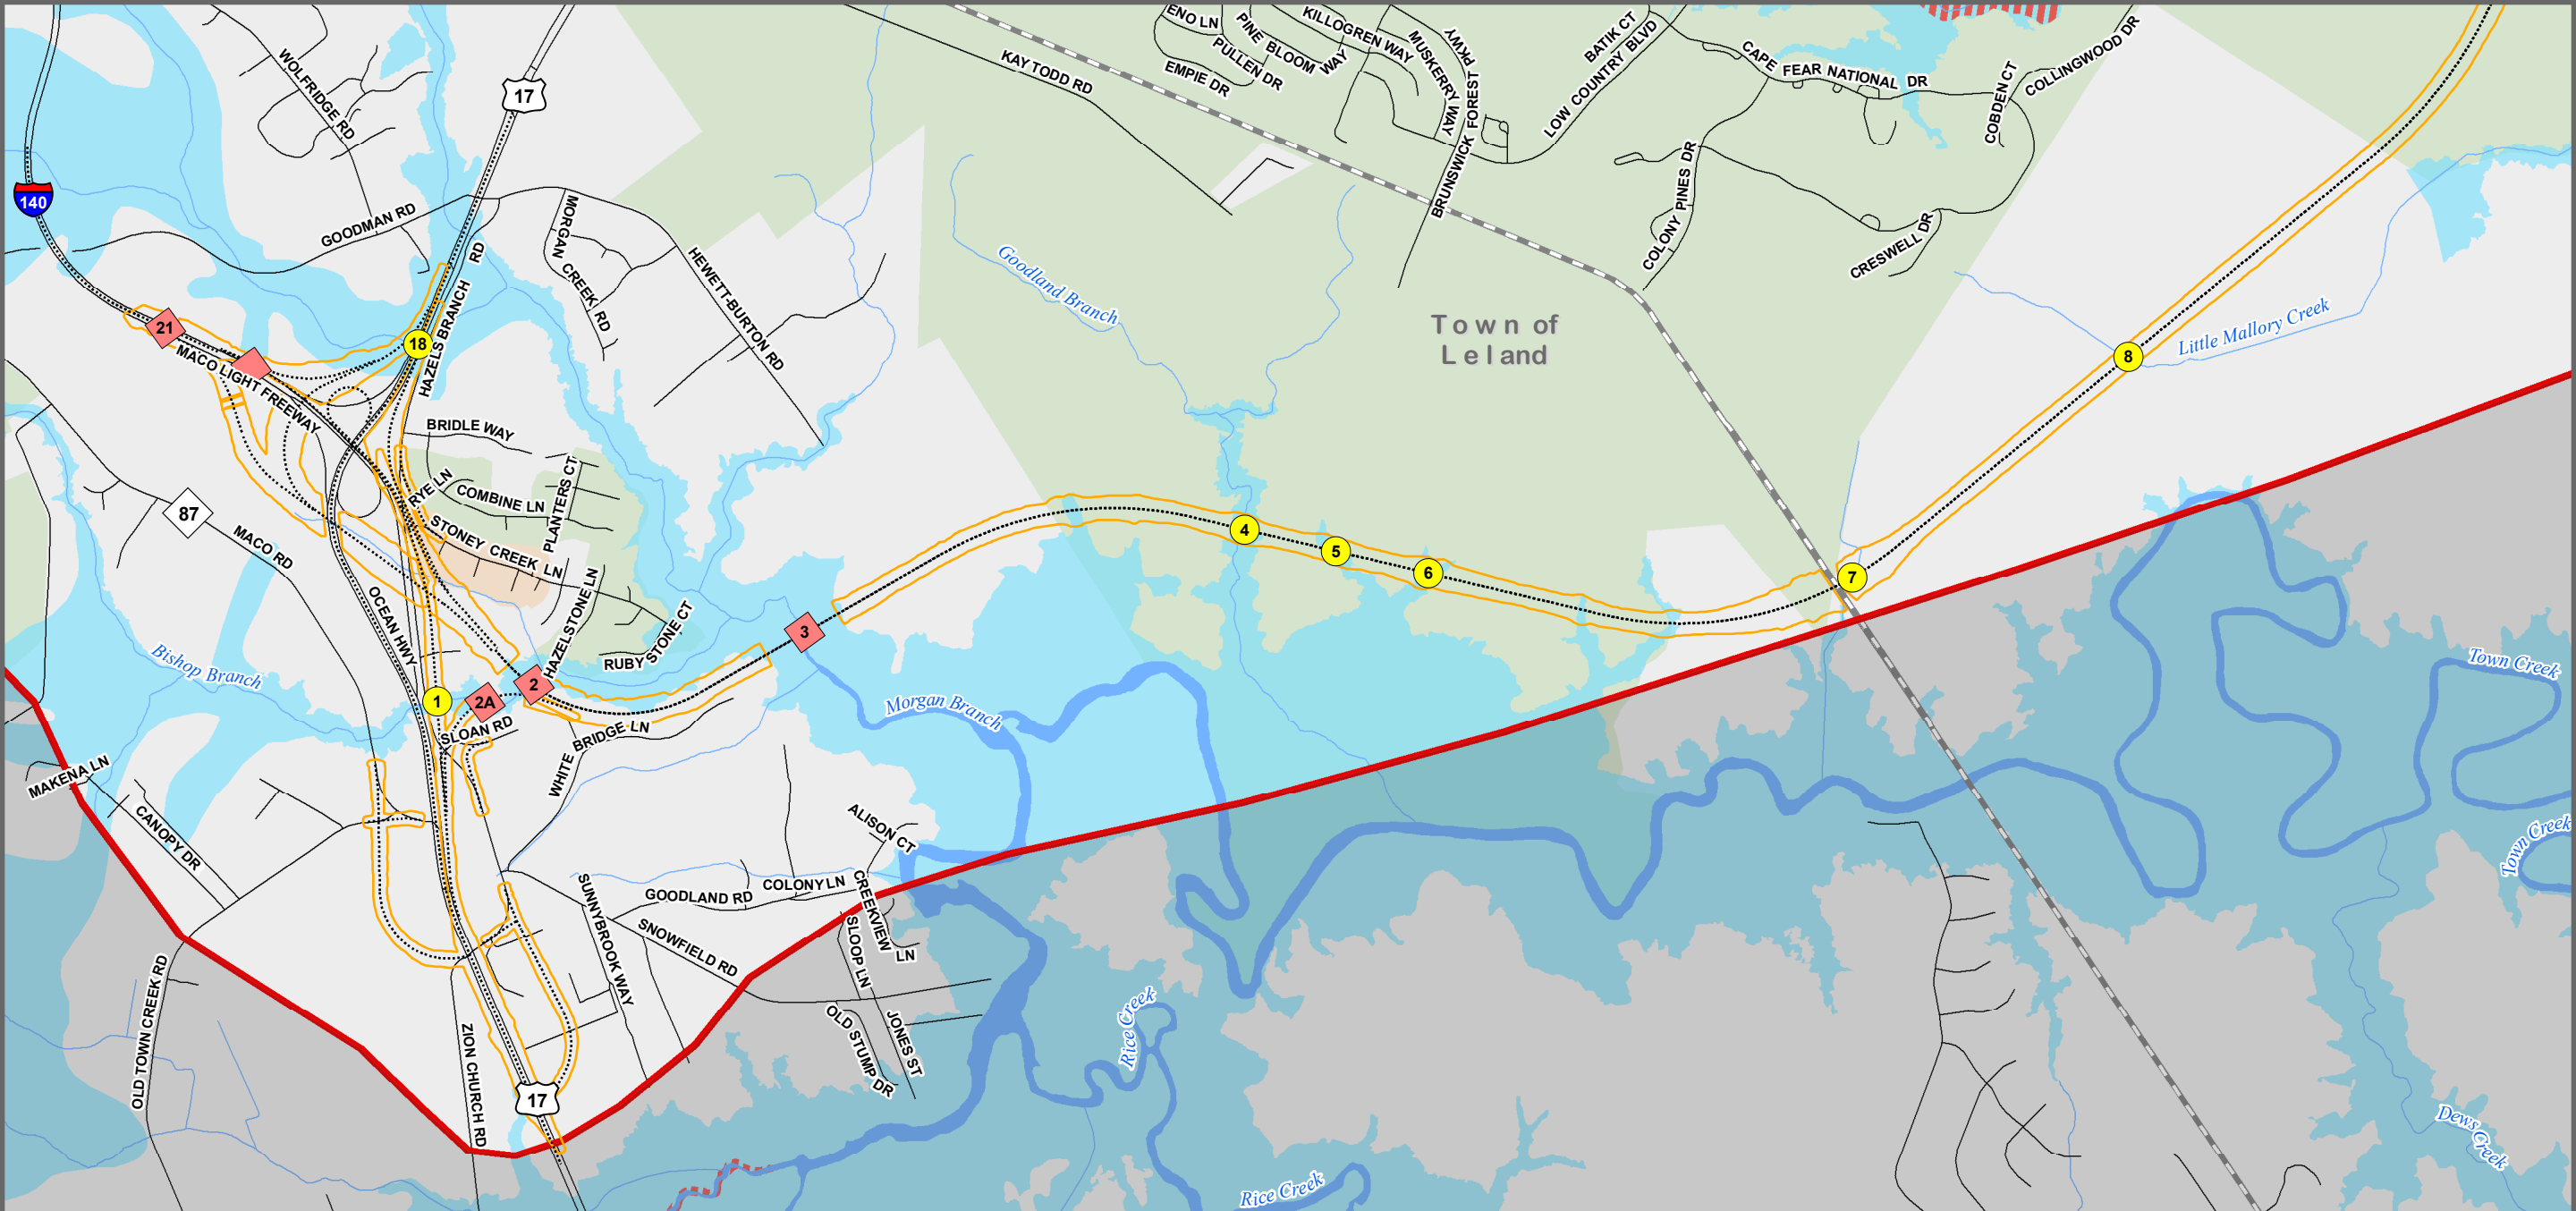 ENO LN
PINE BLOOM WAY
PULLEN DR
EMPIE DR
KILLOGREN WAY
MUSKERRY WAY
BRUNSWICK FOREST PKWY
BATIK CT
LOW COUNTRY BLVD
CAPE FEAR NATIONAL DR
COLLINGWOOD DR
COBDEN CT
KAY TODD RD
WOLFRIDGE RD
17
140
GOODMAN RD
HAZELS BRANCH RD
MORGAN CREEK RD
HEWETT-BURTON RD
Goodland Branch
COLONY PINES DR
CRESWELL DR
Town of
Leland
Little Mallory Creek
8
21
18
MACO LIGHT FREEWAY
BRIDLE WAY
RYE LN
COMBINE LN
PLANTERS CT
STONEY CREEK LN
87
MACO RD
4
5
6
7
OCEAN HWY
HAZELSTONE LN
RUBY STONE CT
3
Bishop Branch
1
2A
2
SLOAN RD
WHITE BRIDGE LN
Morgan Branch
Town Creek
MAKENA LN
CANOPY DR
ALISON CT
Town Creek
GOODLAND RD
COLONY LN
CREEKVIEW LN
SUNNYBROOK WAY
SNOWFIELD RD
SLOOP LN
OLD TOWN CREEK RD
ZION CHURCH RD
OLD STUMP DR
JONES ST
Rice Creek
17
Dews Creek
Rice Creek